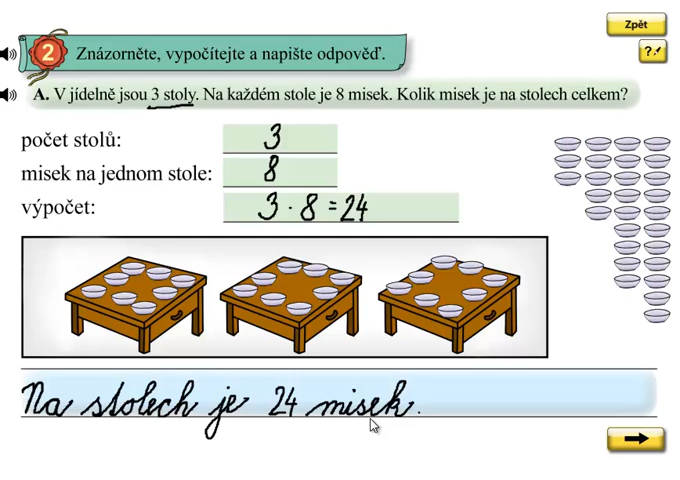 Zpět
2 Znázorněte, vypočítejte a napište odpověď.
?
A. V jídelně jsou 3 stoly. Na každém stole je 8 misek. Kolik misek je na stolech celkem?
počet stolů: 3
misek na jednom stole: 8
výpočet: 3 · 8 = 24
Na stolech je 24 misek.